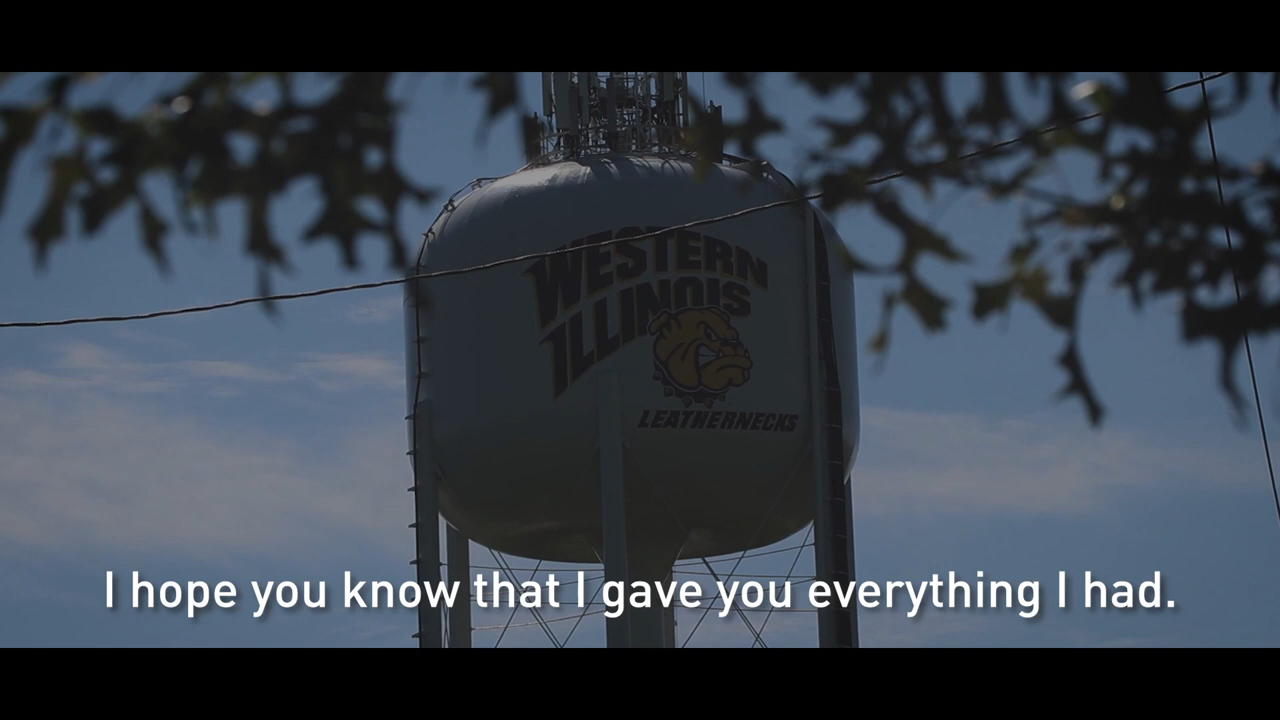 WESTERN
ILLINOIS
LEATHERNECKS
I hope you know that I gave you everything I had.